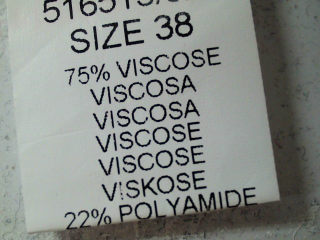 SIZE 38
75% VISCOSE
VISCOSA
VISCOSA
VISCOSE
VISCOSE
VISKOSE
22% POLYAMIDE